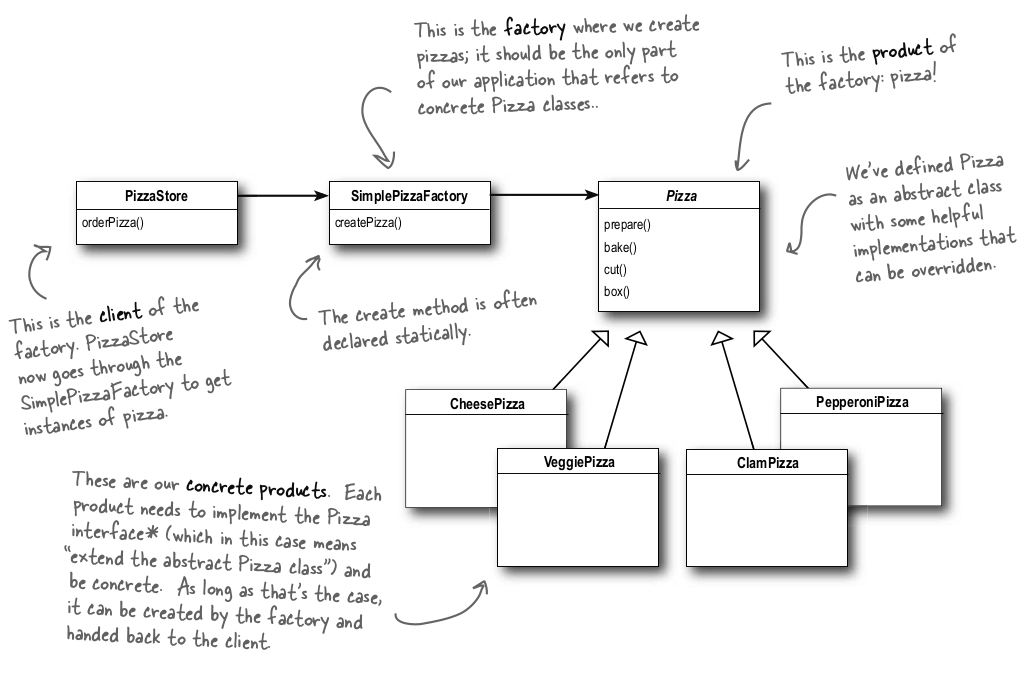 This is the factory where we create
pizzas; it should be the only part
of our application that refers to
concrete Pizza classes..
This is the product of
the factory: pizza!
We've defined Pizza
as an abstract class
with some helpful
implementations that
can be overridden.
PizzaStore
orderPizza()
SimplePizzaFactory
createPizza()
Pizza
prepare()
bake()
cut()
box()
This is the client of the
factory. PizzaStore
now goes through the
SimplePizzaFactory to get
instances of pizza.
The create method is often
declared statically.
CheesePizza
VeggiePizza
ClamPizza
PepperoniPizza
These are our concrete products. Each
product needs to implement the Pizza
interface* (which in this case means
“extend the abstract Pizza class”) and
be concrete. As long as that's the case,
it can be created by the factory and
handed back to the client.